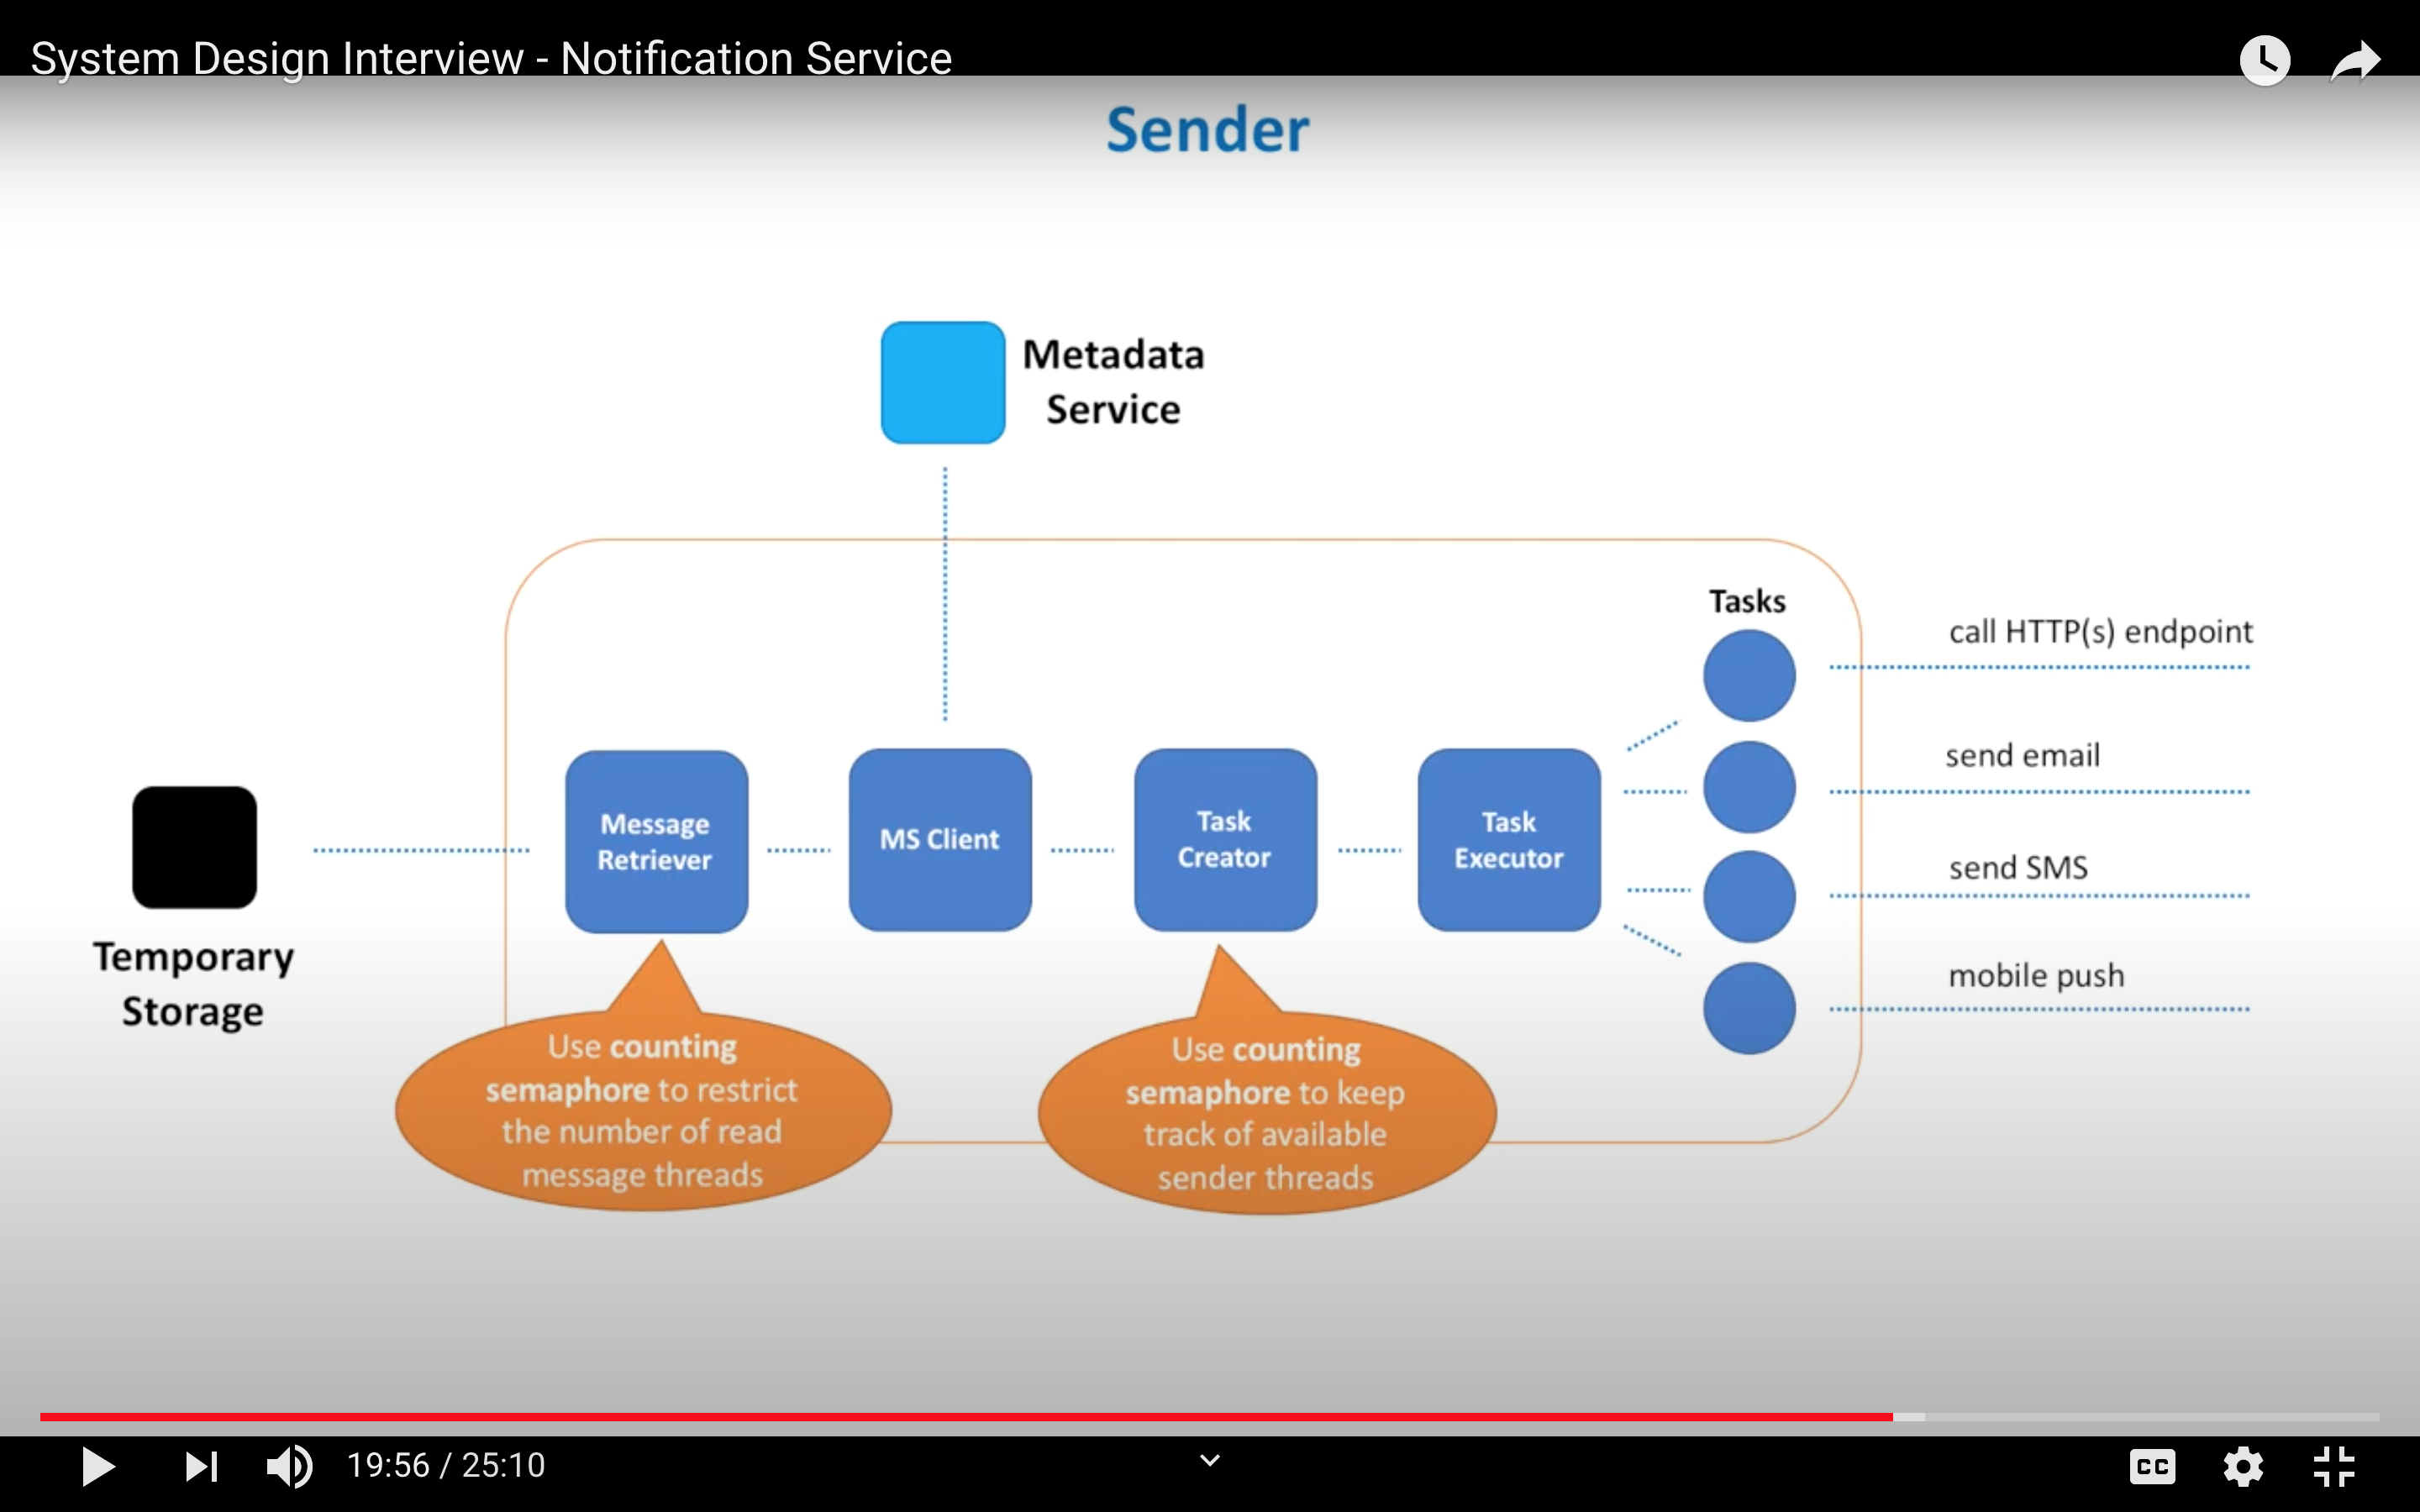 System Design Interview - Notification Service
Sender
Metadata
Service
Tasks
call HTTP(s) endpoint
send email
send SMS
mobile push
Message
Retriever
MS Client
Task
Creator
Task
Executor
Temporary
Storage
Use counting
semaphore to restrict
the number of read
message threads
Use counting
semaphore to keep
track of available
sender threads
19:56 / 25:10
CC